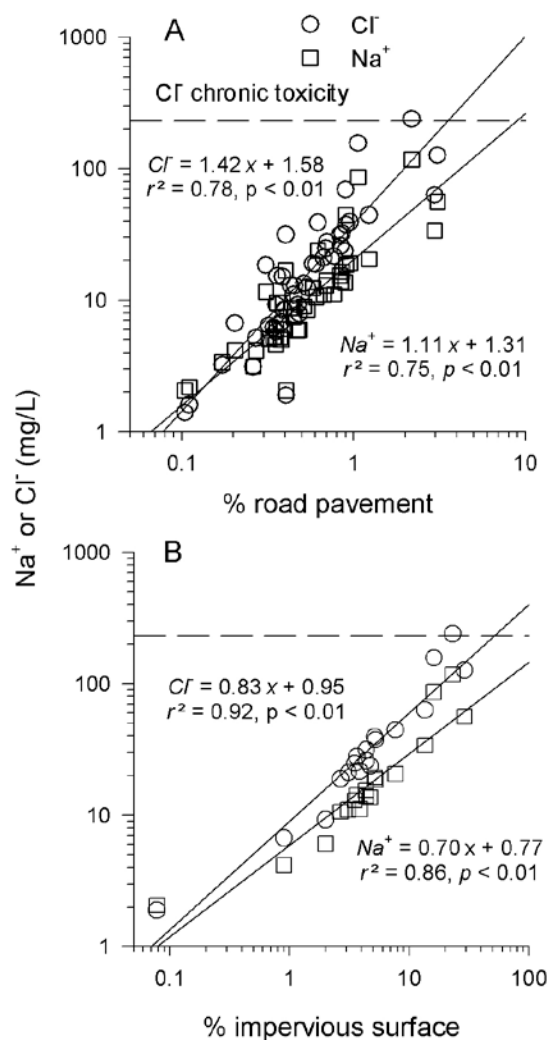 A
Cl⁻
Na⁺
1000
Cl⁻ chronic toxicity
100
Cl⁻ = 1.42 x + 1.58
r² = 0.78, p < 0.01
10
Na⁺ = 1.11 x + 1.31
r² = 0.75, p < 0.01
1
0.1 1 10
% road pavement
Na⁺ or Cl⁻ (mg/L)
B
1000
100
Cl⁻ = 0.83 x + 0.95
r² = 0.92, p < 0.01
10
Na⁺ = 0.70 x + 0.77
r² = 0.86, p < 0.01
1
0.1 1 10 100
% impervious surface